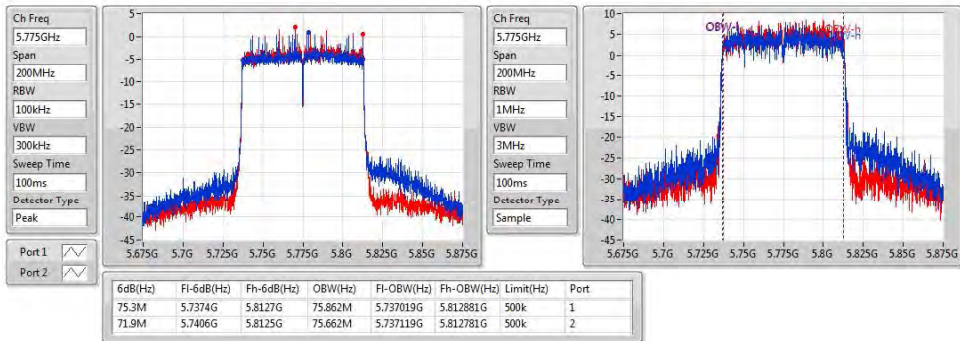 Ch Freq
5.775GHz
Span
200MHz
RBW
100kHz
VBW
300kHz
Sweep Time
100ms
Detector Type
Peak
Port 1
Port 2
5
0
-5
-10
-15
-20
-25
-30
-35
-40
-45
5.675G 5.7G 5.725G 5.75G 5.775G 5.8G 5.825G 5.85G 5.875G
Ch Freq
5.775GHz
Span
200MHz
RBW
1MHz
VBW
3MHz
Sweep Time
100ms
Detector Type
Sample
10
5
0
-5
-10
-15
-20
-25
-30
-35
-40
-45
5.675G 5.7G 5.725G 5.75G 5.775G 5.8G 5.825G 5.85G 5.875G
6dB(Hz) Fl-6dB(Hz) Fh-6dB(Hz) OBW(Hz) Fl-OBW(Hz) Fh-OBW(Hz) Limit(Hz) Port
75.3M 5.7374G 5.8127G 75.862M 5.737019G 5.812881G 500k 1
71.9M 5.7406G 5.8125G 75.662M 5.737119G 5.812781G 500k 2